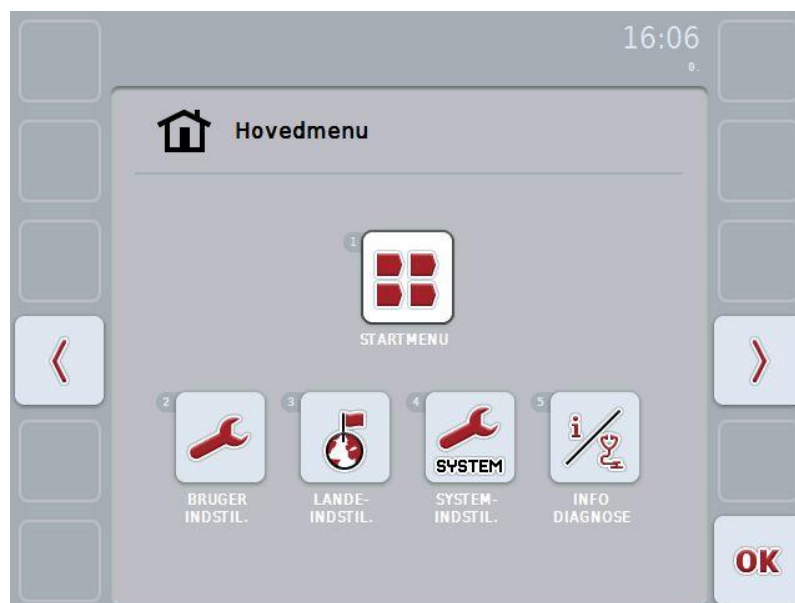 16:06
0.
Hovedmenu
1
STARTMENU
2
3
4
5
SYSTEM
i
BRUGER
INDSTIL.
LANDE-
INDSTIL.
SYSTEM-
INDSTIL.
INFO
DIAGNOSE
OK